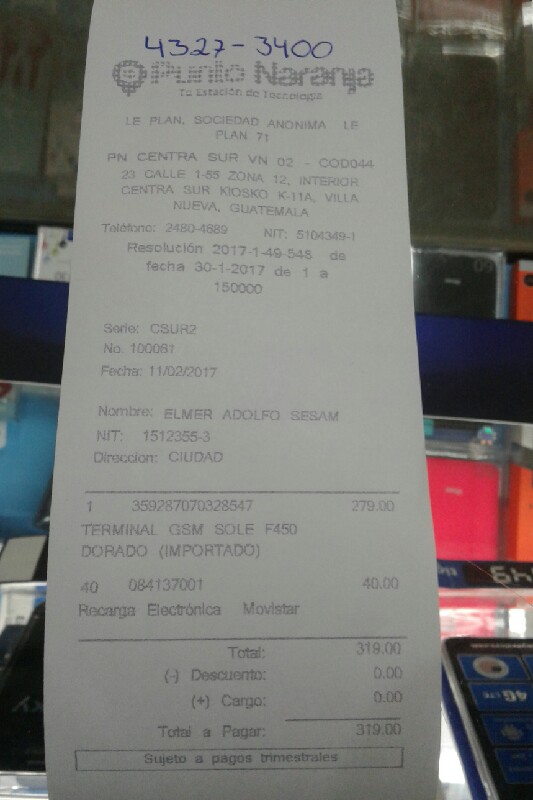 4327-3400
Punto Naranja
Tu Estación de Tecnología
LE PLAN, SOCIEDAD ANONIMA LE
PLAN 71
PN CENTRA SUR VN 02 - COD044
23 CALLE 1-55 ZONA 12, INTERIOR
CENTRA SUR KIOSKO K-11A, VILLA
NUEVA, GUATEMALA
Teléfono: 2480-4889 NIT: 5104349-1
Resolución 2017-1-49-548 de
fecha 30-1-2017 de 1 a
150000
Serie: CSUR2
No. 100061
Fecha: 11/02/2017
Nombre: ELMER ADOLFO SESAM
NIT: 1512355-3
Direccion: CIUDAD
1 359287070328547 279.00
TERMINAL GSM SOLE F450
DORADO (IMPORTADO)
40 084137001 40.00
Recarga Electrónica Movistar
Total: 319.00
(-) Descuento: 0.00
(+) Cargo: 0.00
Total a Pagar: 319.00
Sujeto a pagos trimestrales
4G LTE